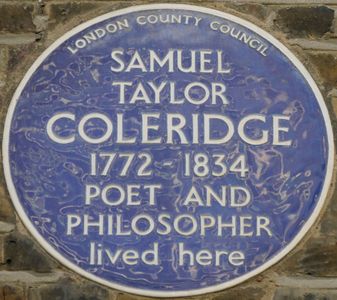 LONDON COUNTY COUNCIL
SAMUEL
TAYLOR
COLERIDGE
1772-1834
POET AND
PHILOSOPHER
lived here